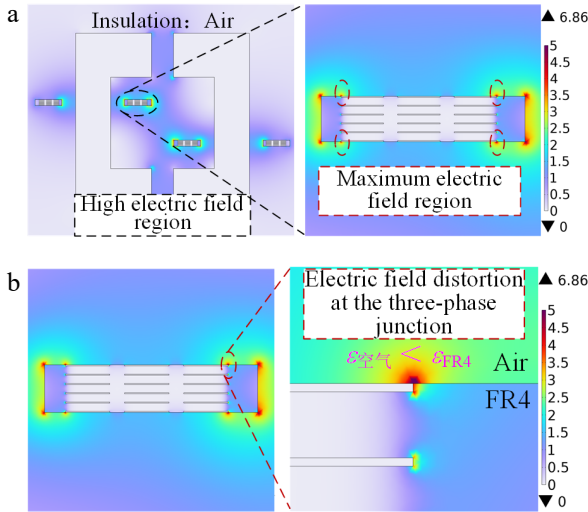 a
Insulation：Air
High electric field
region
Maximum electric
field region
▲ 6.86
5
4.5
4
3.5
3
2.5
2
1.5
1
0.5
0
▼ 0
b
Electric field distortion
at the three-phase
junction
ε空气 < εFR4
Air
FR4
▲ 6.86
5
4.5
4
3.5
3
2.5
2
1.5
1
0.5
0
▼ 0